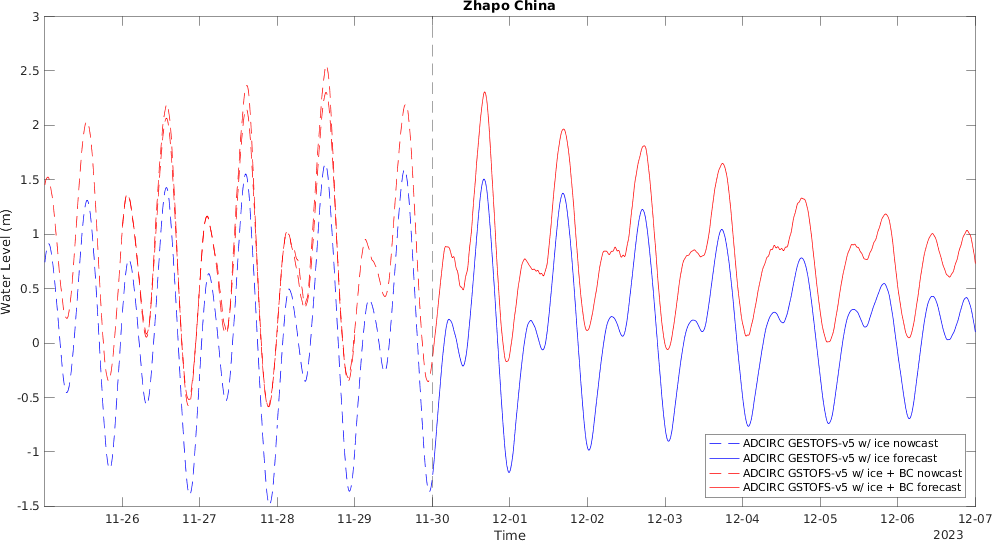 Zhapo China
3
2.5
2
1.5
1
0.5
0
-0.5
-1
-1.5
Water Level (m)
ADCIRC GESTOFS-v5 w/ ice nowcast
ADCIRC GESTOFS-v5 w/ ice forecast
ADCIRC GSTOFS-v5 w/ ice + BC nowcast
ADCIRC GSTOFS-v5 w/ ice + BC forecast
11-26 11-27 11-28 11-29 11-30 12-01 12-02 12-03 12-04 12-05 12-06 12-07
Time
2023